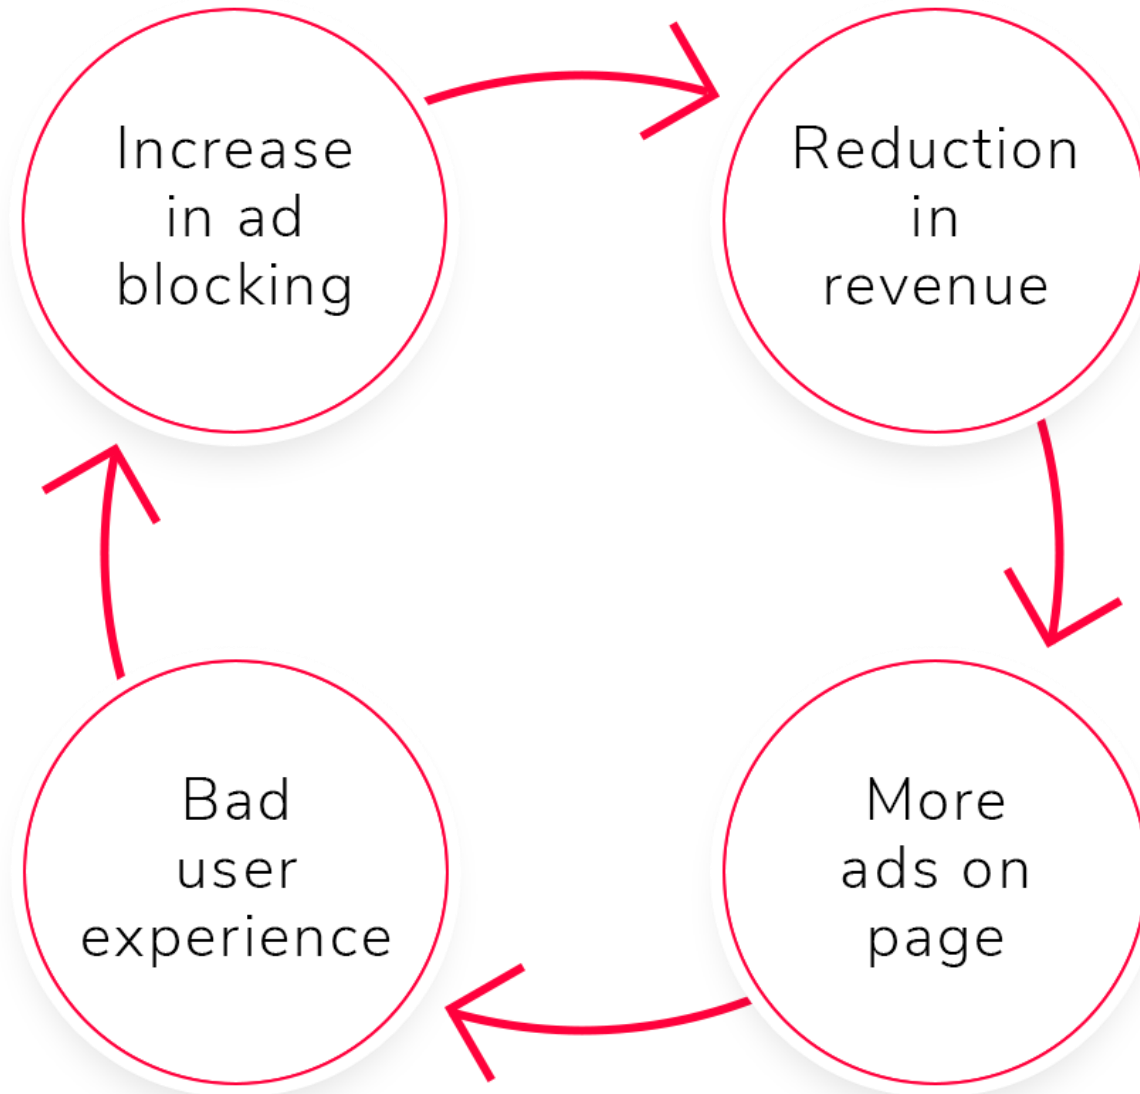 Increase
in ad
blocking
Reduction
in
revenue
More
ads on
page
Bad
user
experience